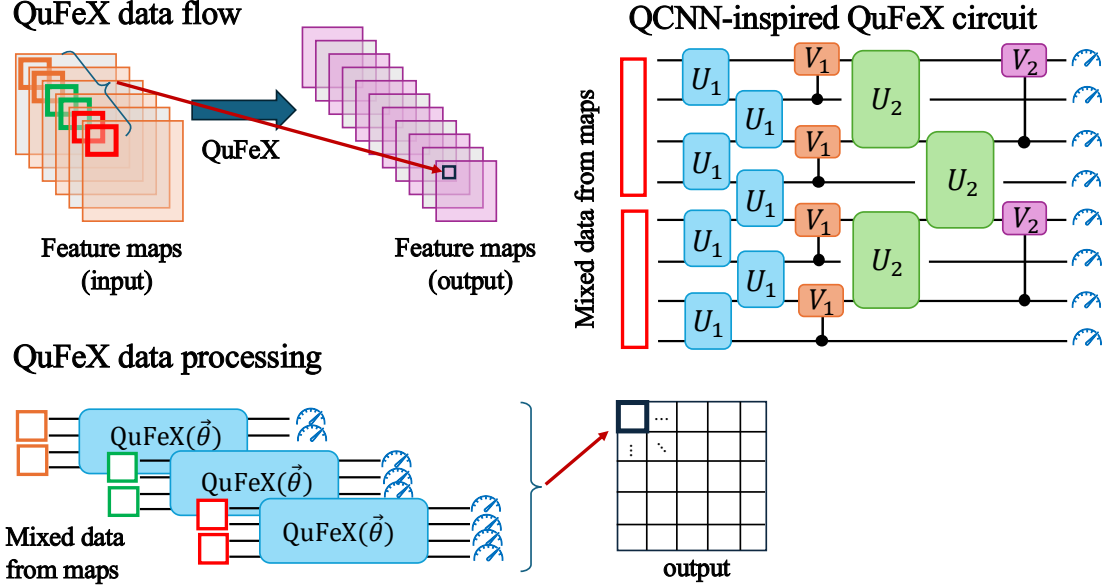 QuFeX data flow
QuFeX
Feature maps
(input)
Feature maps
(output)
QCNN-inspired QuFeX circuit
Mixed data from maps
U₁
U₁
U₁
U₁
U₁
U₁
U₁
V₁
V₁
V₁
V₁
U₂
U₂
U₂
V₂
V₂
QuFeX data processing
QuFeX(θ⃗)
QuFeX(θ⃗)
QuFeX(θ⃗)
Mixed data
from maps
...
⋮ ⋱
output